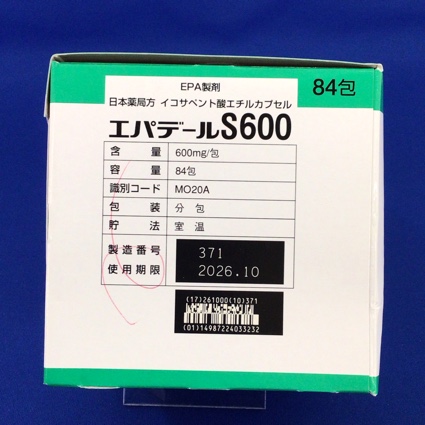 EPA製剤
84包
日本薬局方 イコサペント酸エチルカプセル
エパデールS600
含量 600mg/包
容量 84包
識別コード MO20A
包装 分包
貯法 室温
製造番号 371
使用期限 2026.10
(17)261000(10)371
(01)14987224033232